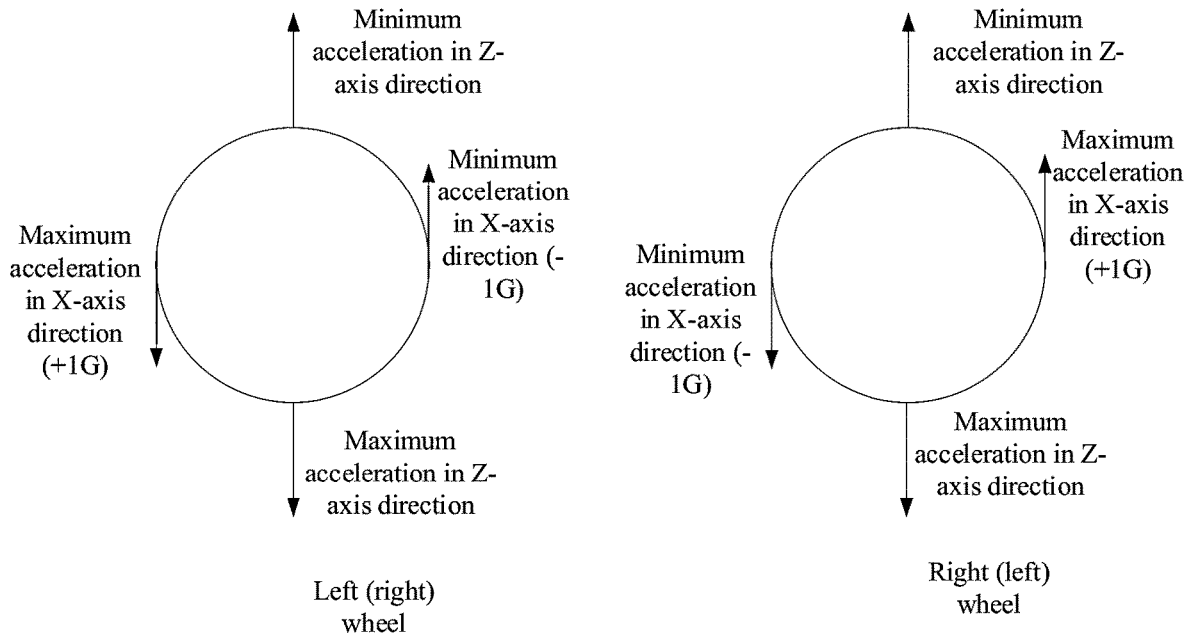 Minimum
acceleration in Z-
axis direction
Minimum
acceleration
in X-axis
direction (-
1G)
Maximum
acceleration
in X-axis
direction
(+1G)
Maximum
acceleration in Z-
axis direction
Left (right)
wheel
Minimum
acceleration in Z-
axis direction
Maximum
acceleration
in X-axis
direction
(+1G)
Minimum
acceleration
in X-axis
direction (-
1G)
Maximum
acceleration in Z-
axis direction
Right (left)
wheel